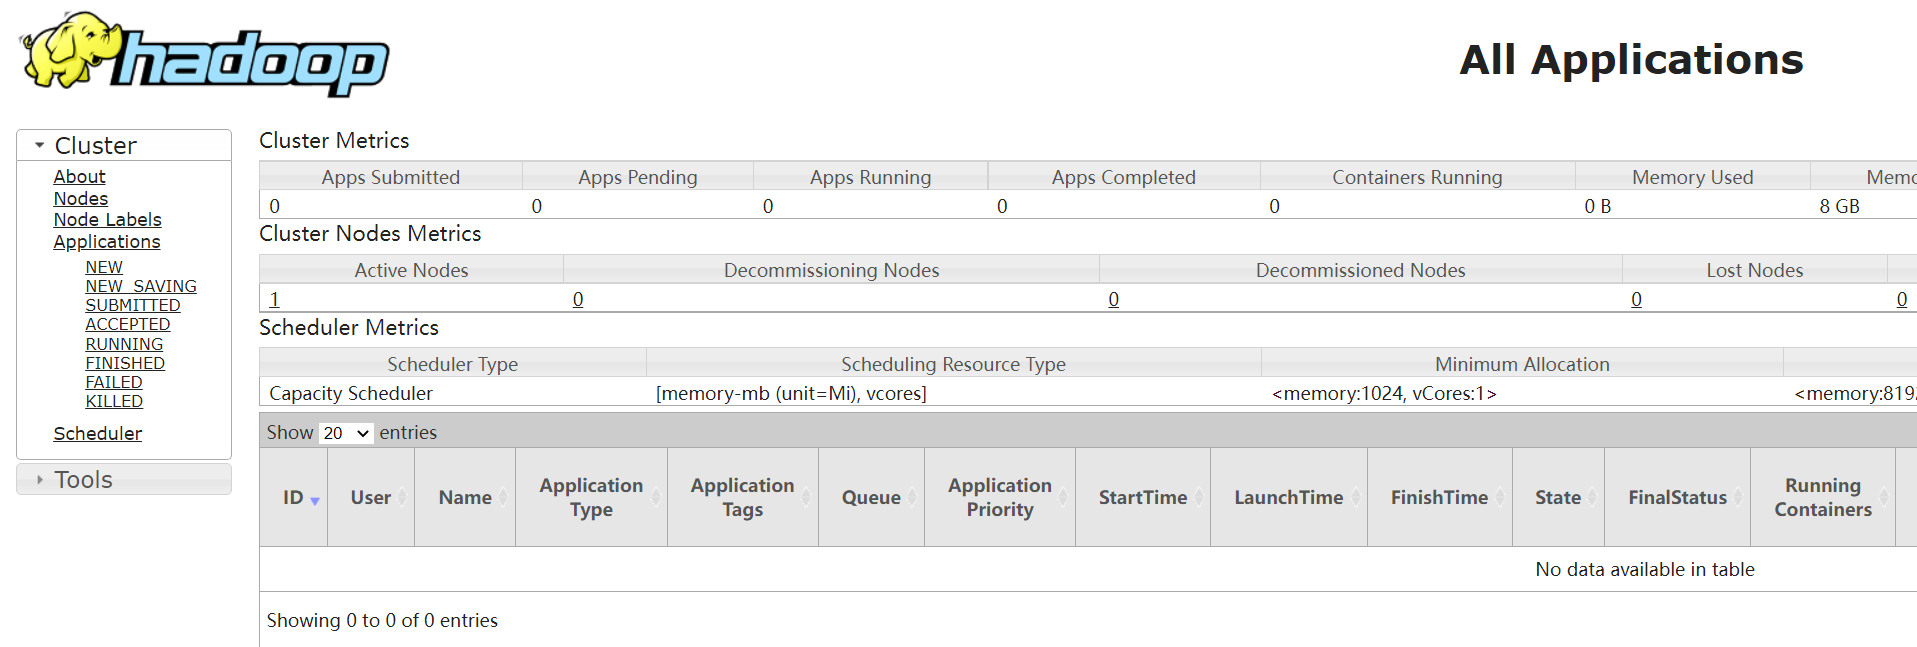 hadoop
All Applications
Cluster
About
Nodes
Node Labels
Applications
NEW
NEW_SAVING
SUBMITTED
ACCEPTED
RUNNING
FINISHED
FAILED
KILLED
Scheduler
Tools
Cluster Metrics
Apps Submitted Apps Pending Apps Running Apps Completed Containers Running Memory Used Memo
0 0 0 0 0 0 B 8 GB
Cluster Nodes Metrics
Active Nodes Decommissioning Nodes Decommissioned Nodes Lost Nodes
1 0 0 0 0
Scheduler Metrics
Scheduler Type Scheduling Resource Type Minimum Allocation
Capacity Scheduler [memory-mb (unit=Mi), vcores] <memory:1024, vCores:1> <memory:819
Show 20 entries
ID User Name Application Type Application Tags Queue Application Priority StartTime LaunchTime FinishTime State FinalStatus Running Containers
No data available in table
Showing 0 to 0 of 0 entries